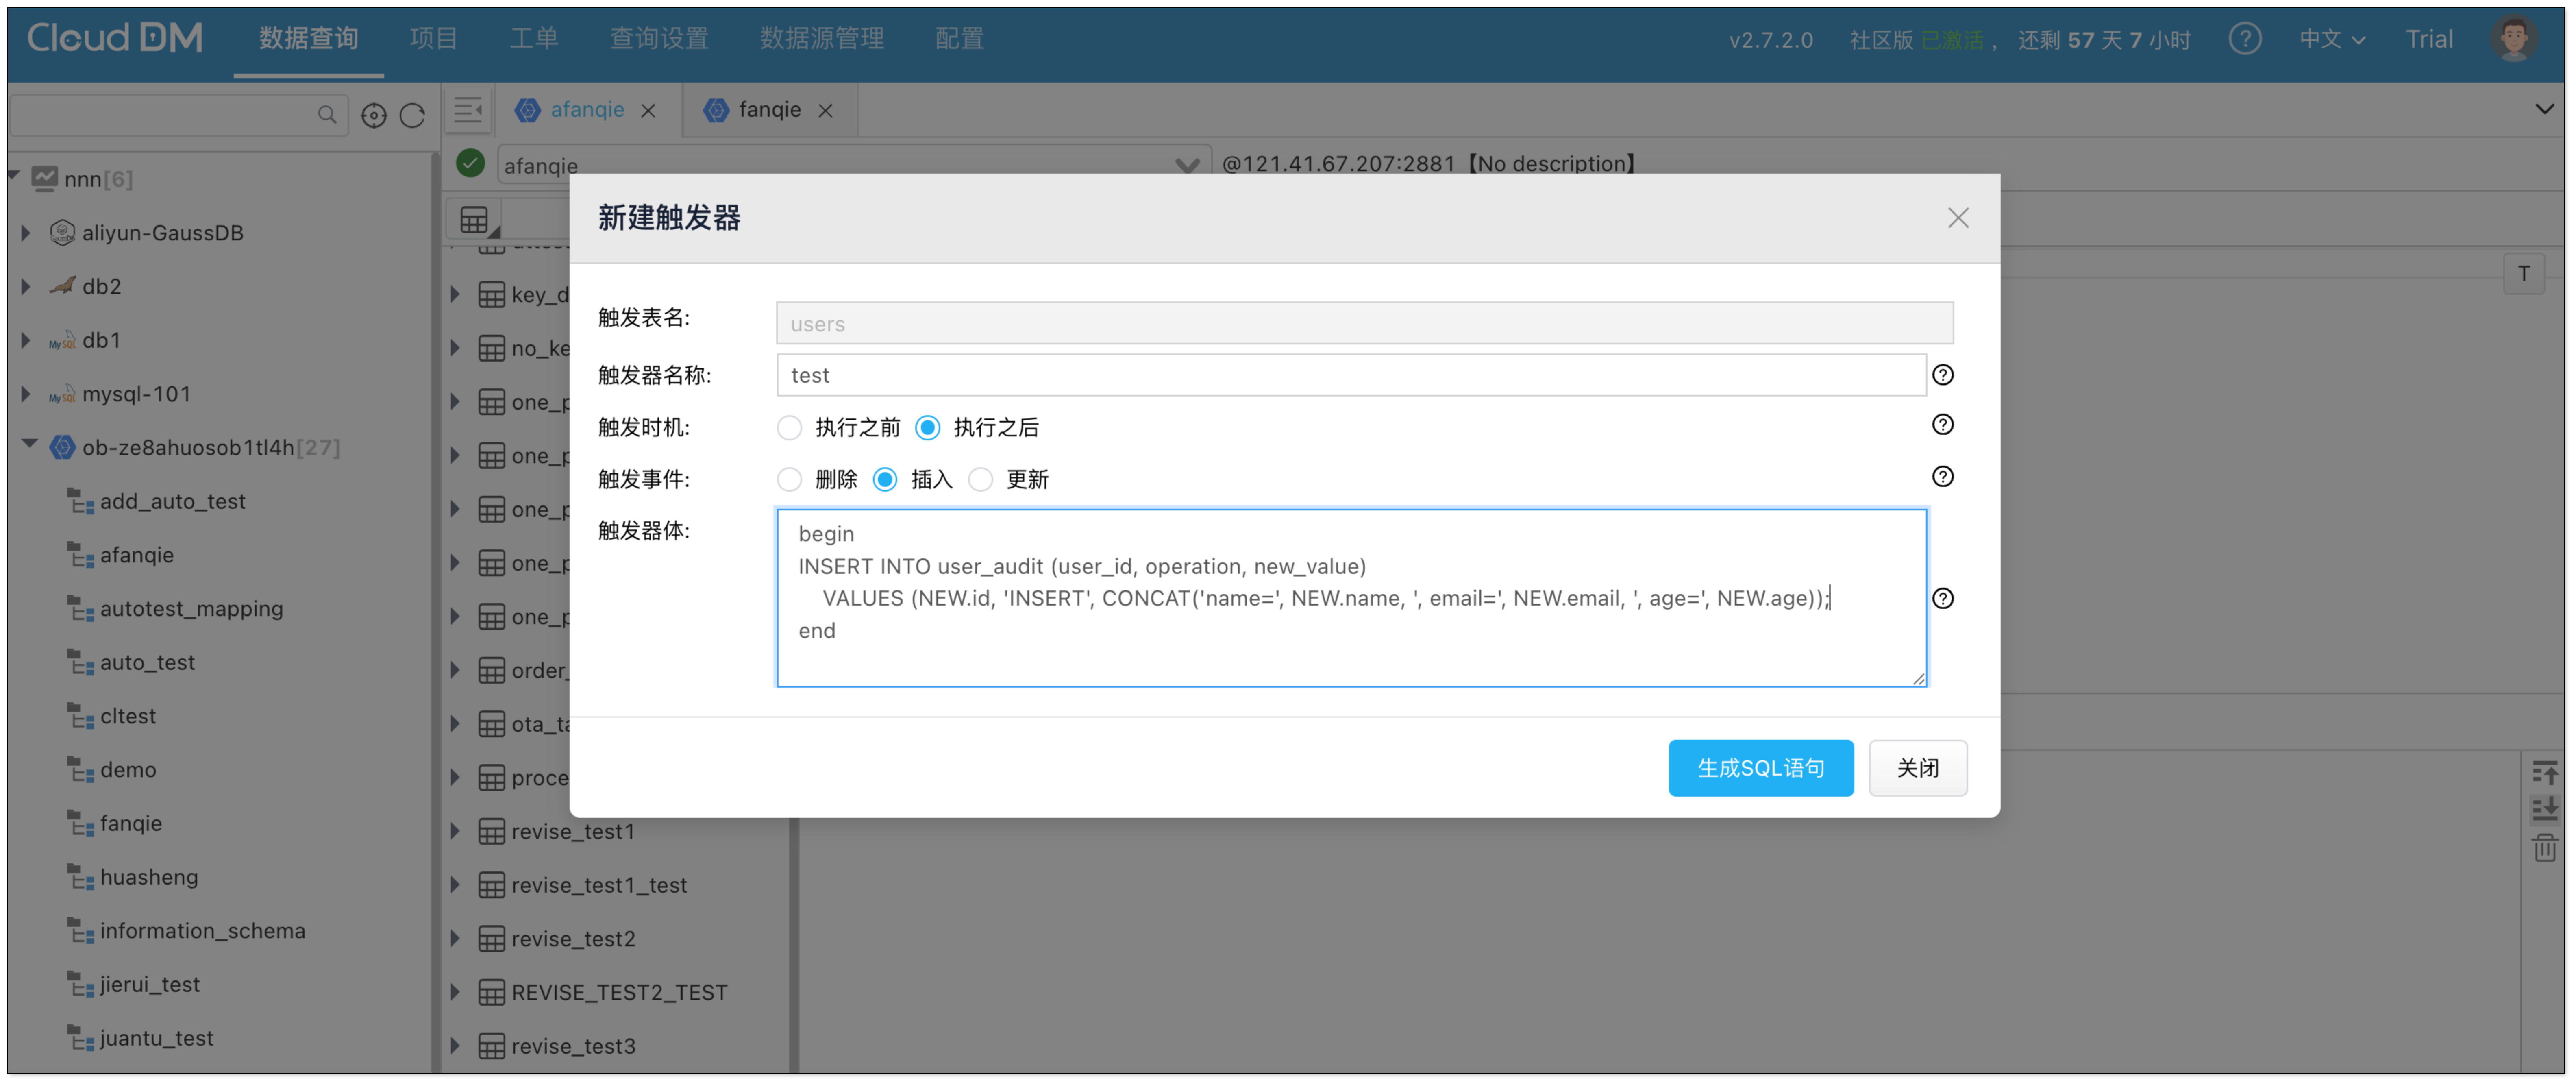 Cloud DM 数据查询 项目 工单 查询设置 数据源管理 配置 v2.7.2.0 社区版 已激活 ， 还剩 57 天 7 小时 中文 Trial
afanqie fanqie
afanqie @121.41.67.207:2881【No description】
T
nnn[6]
aliyun-GaussDB
db2
MySQL db1
MySQL mysql-101
ob-ze8ahuosob1tl4h[27]
add_auto_test
afanqie
autotest_mapping
auto_test
cltest
demo
fanqie
huasheng
information_schema
jierui_test
juantu_test
key_d
no_ke
one_p
one_p
one_p
one_p
one_p
order_
ota_ta
proce
revise_test1
revise_test1_test
revise_test2
REVISE_TEST2_TEST
revise_test3
新建触发器
触发表名: users
触发器名称: test
触发时机: 执行之前 执行之后
触发事件: 删除 插入 更新
触发器体:
begin
INSERT INTO user_audit (user_id, operation, new_value)
VALUES (NEW.id, 'INSERT', CONCAT('name=', NEW.name, ', email=', NEW.email, ', age=', NEW.age));
end
生成SQL语句 关闭